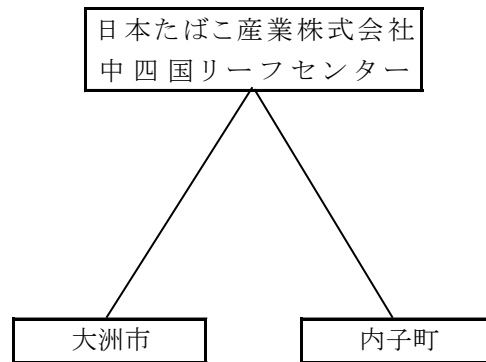 日本たばこ産業株式会社
中四国リーフセンター
大洲市
内子町